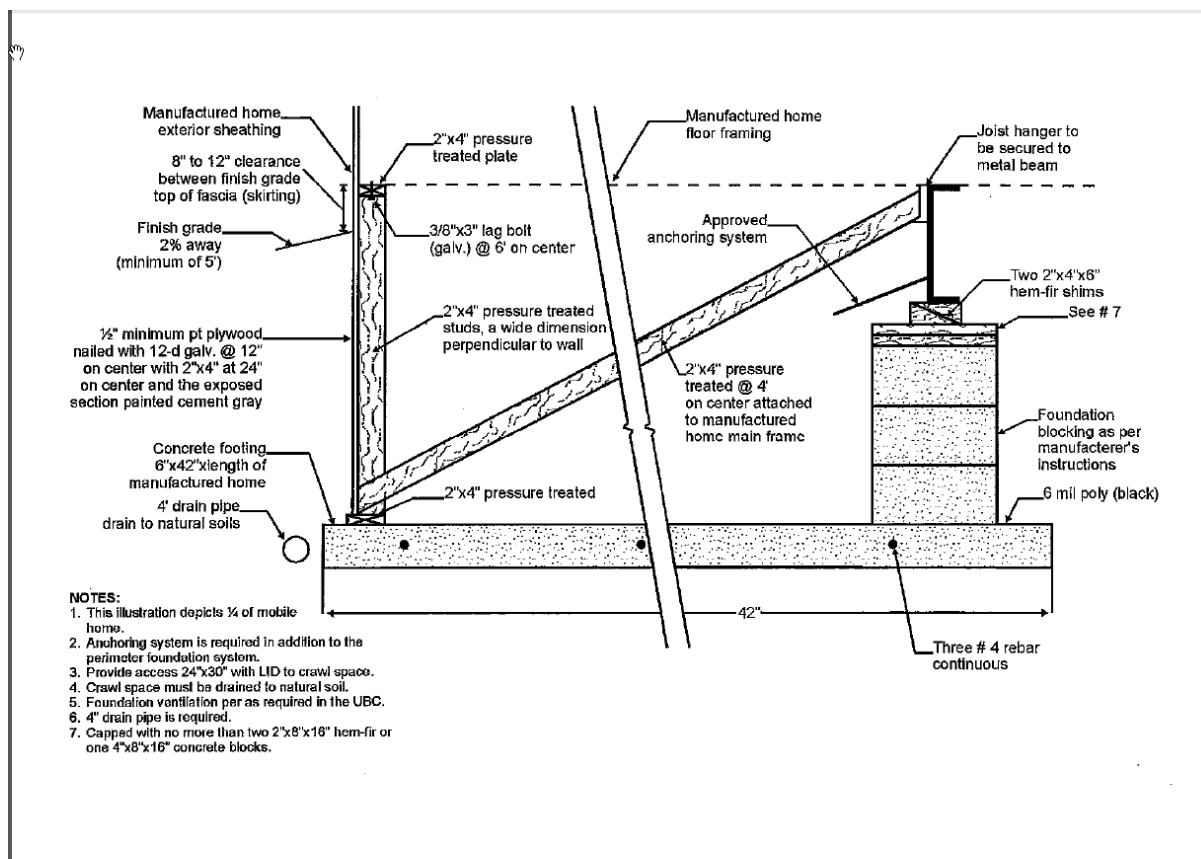 Manufactured home
exterior sheathing
8" to 12" clearance
between finish grade
top of fascia (skirting)
Finish grade
2% away
(minimum of 5')
½" minimum pt plywood
nailed with 12-d galv. @ 12"
on center with 2"x4" at 24"
on center and the exposed
section painted cement gray
Concrete footing
6"x42"xlength of
manufactured home
4' drain pipe
drain to natural soils
2"x4" pressure
treated plate
3/8"x3" lag bolt
(galv.) @ 6' on center
2"x4" pressure treated
studs, a wide dimension
perpendicular to wall
2"x4" pressure treated
Manufactured home
floor framing
Approved
anchoring system
2"x4" pressure
treated @ 4'
on center attached
to manufactured
home main frame
Joist hanger to
be secured to
metal beam
Two 2"x4"x6"
hem-fir shims
See # 7
Foundation
blocking as per
manufacterer's
instructions
6 mil poly (black)
42"
Three # 4 rebar
continuous
NOTES:
1. This illustration depicts ¼ of mobile
home.
2. Anchoring system is required in addition to the
perimeter foundation system.
3. Provide access 24"x30" with LID to crawl space.
4. Crawl space must be drained to natural soil.
5. Foundation ventilation per as required in the UBC.
6. 4" drain pipe is required.
7. Capped with no more than two 2"x8"x16" hem-fir or
one 4"x8"x16" concrete blocks.